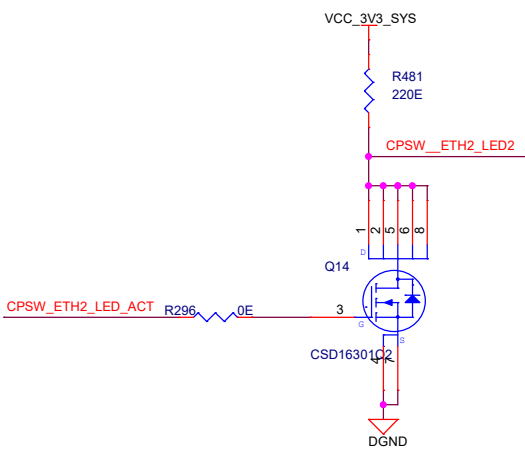 VCC_3V3_SYS
R481
220E
CPSW__ETH2_LED2
1
2
5
6
8
D
Q14
CPSW_ETH2_LED_ACT
R296
0E
3
G
S
CSD16301Q2
4
7
DGND